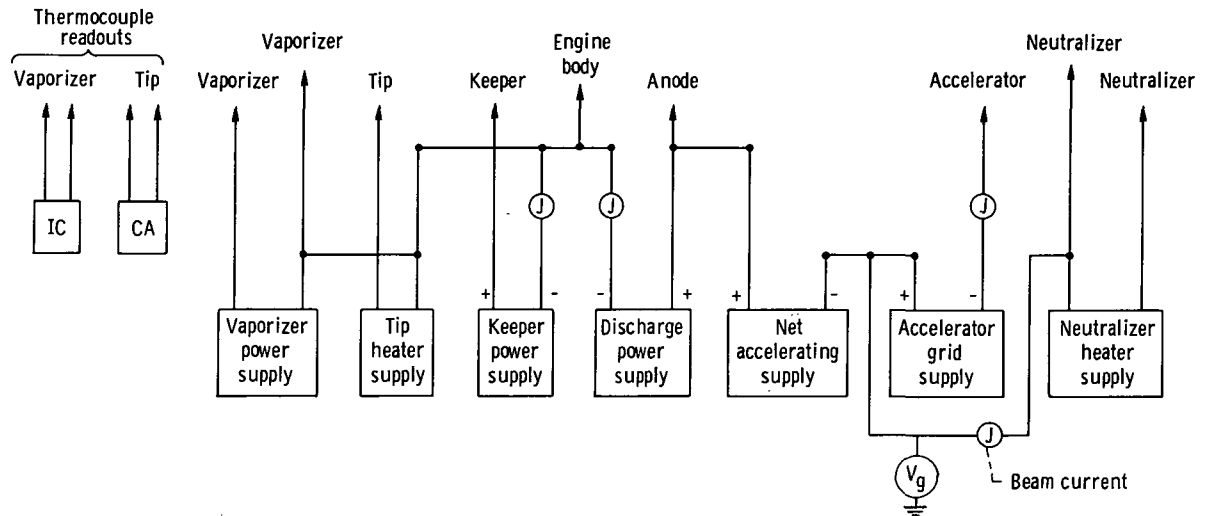 Thermocouple
readouts
Vaporizer
Tip
Vaporizer
Vaporizer
Tip
Keeper
Engine
body
Anode
Accelerator
Neutralizer
Neutralizer
IC
CA
J
J
J
+
-
-
+
+
-
+
-
Vaporizer
power
supply
Tip
heater
supply
Keeper
power
supply
Discharge
power
supply
Net
accelerating
supply
Accelerator
grid
supply
Neutralizer
heater
supply
J
Vg
Beam current